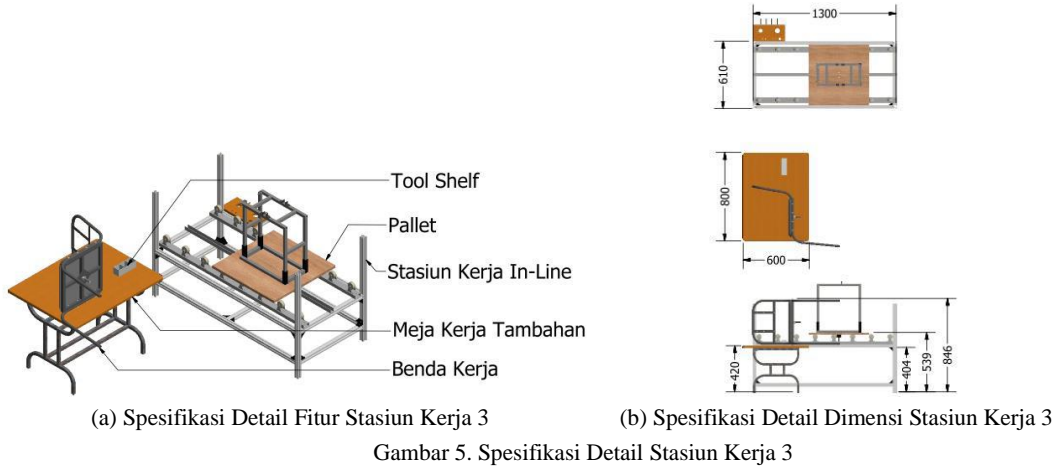 Tool Shelf
Pallet
Stasiun Kerja In-Line
Meja Kerja Tambahan
Benda Kerja
(a) Spesifikasi Detail Fitur Stasiun Kerja 3
1300
610
800
600
420
404
539
846
(b) Spesifikasi Detail Dimensi Stasiun Kerja 3
Gambar 5. Spesifikasi Detail Stasiun Kerja 3